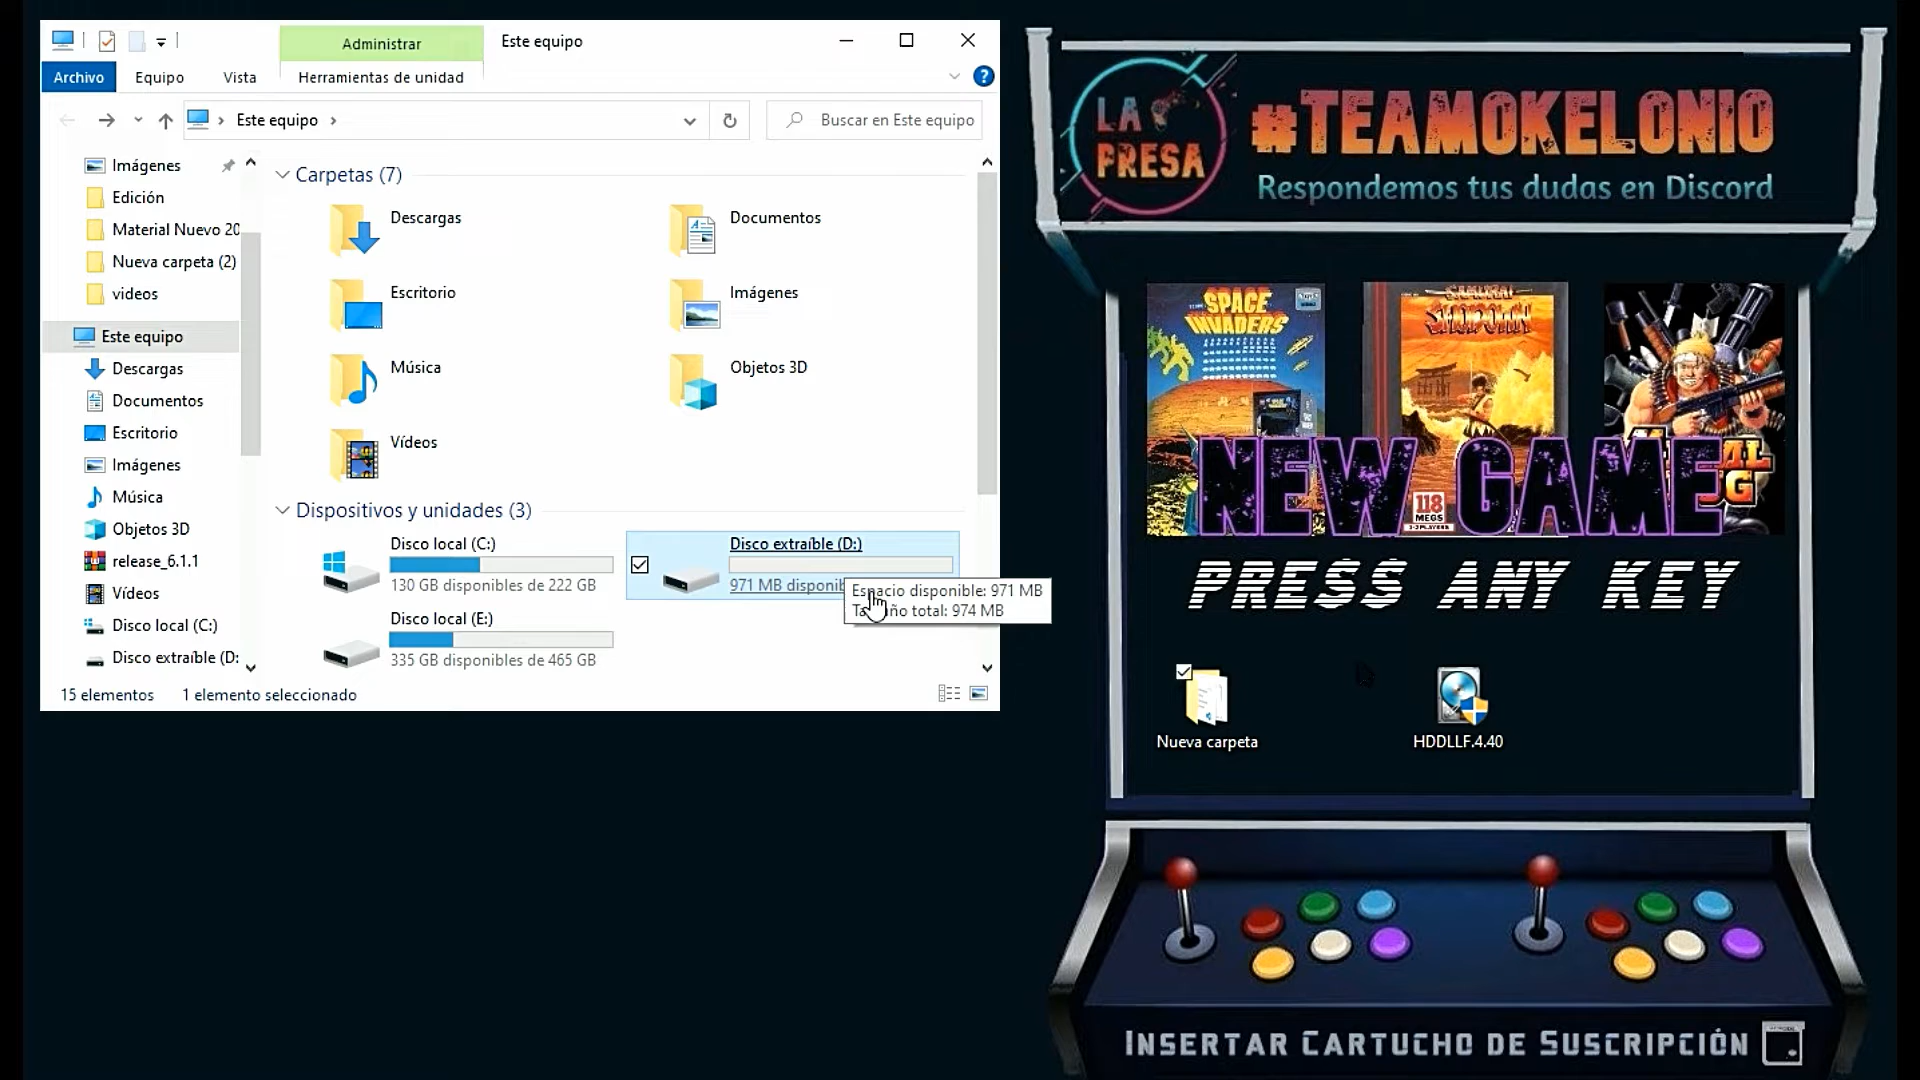 Administrar
Este equipo
Archivo
Equipo
Vista
Herramientas de unidad
Este equipo
Buscar en Este equipo
Imágenes
Edición
Material Nuevo 20
Nueva carpeta (2)
videos
Este equipo
Descargas
Documentos
Escritorio
Imágenes
Música
Objetos 3D
release_6.1.1
Vídeos
Disco local (C:)
Disco extraíble (D:
Carpetas (7)
Descargas
Documentos
Escritorio
Imágenes
Música
Objetos 3D
Vídeos
Dispositivos y unidades (3)
Disco local (C:)
130 GB disponibles de 222 GB
Disco extraíble (D:)
971 MB disponib
Espacio disponible: 971 MB
total: 974 MB
Disco local (E:)
335 GB disponibles de 465 GB
15 elementos
1 elemento seleccionado
LA
PRESA
#TEAMOKELONIO
Respondemos tus dudas en Discord
SPACE
INVADERS
SAMURAI
SHODOWN
118
MEGS
NEW GAME
PRESS ANY KEY
Nueva carpeta
HDDLLF.4.40
INSERTAR CARTUCHO DE SUSCRIPCIÓN